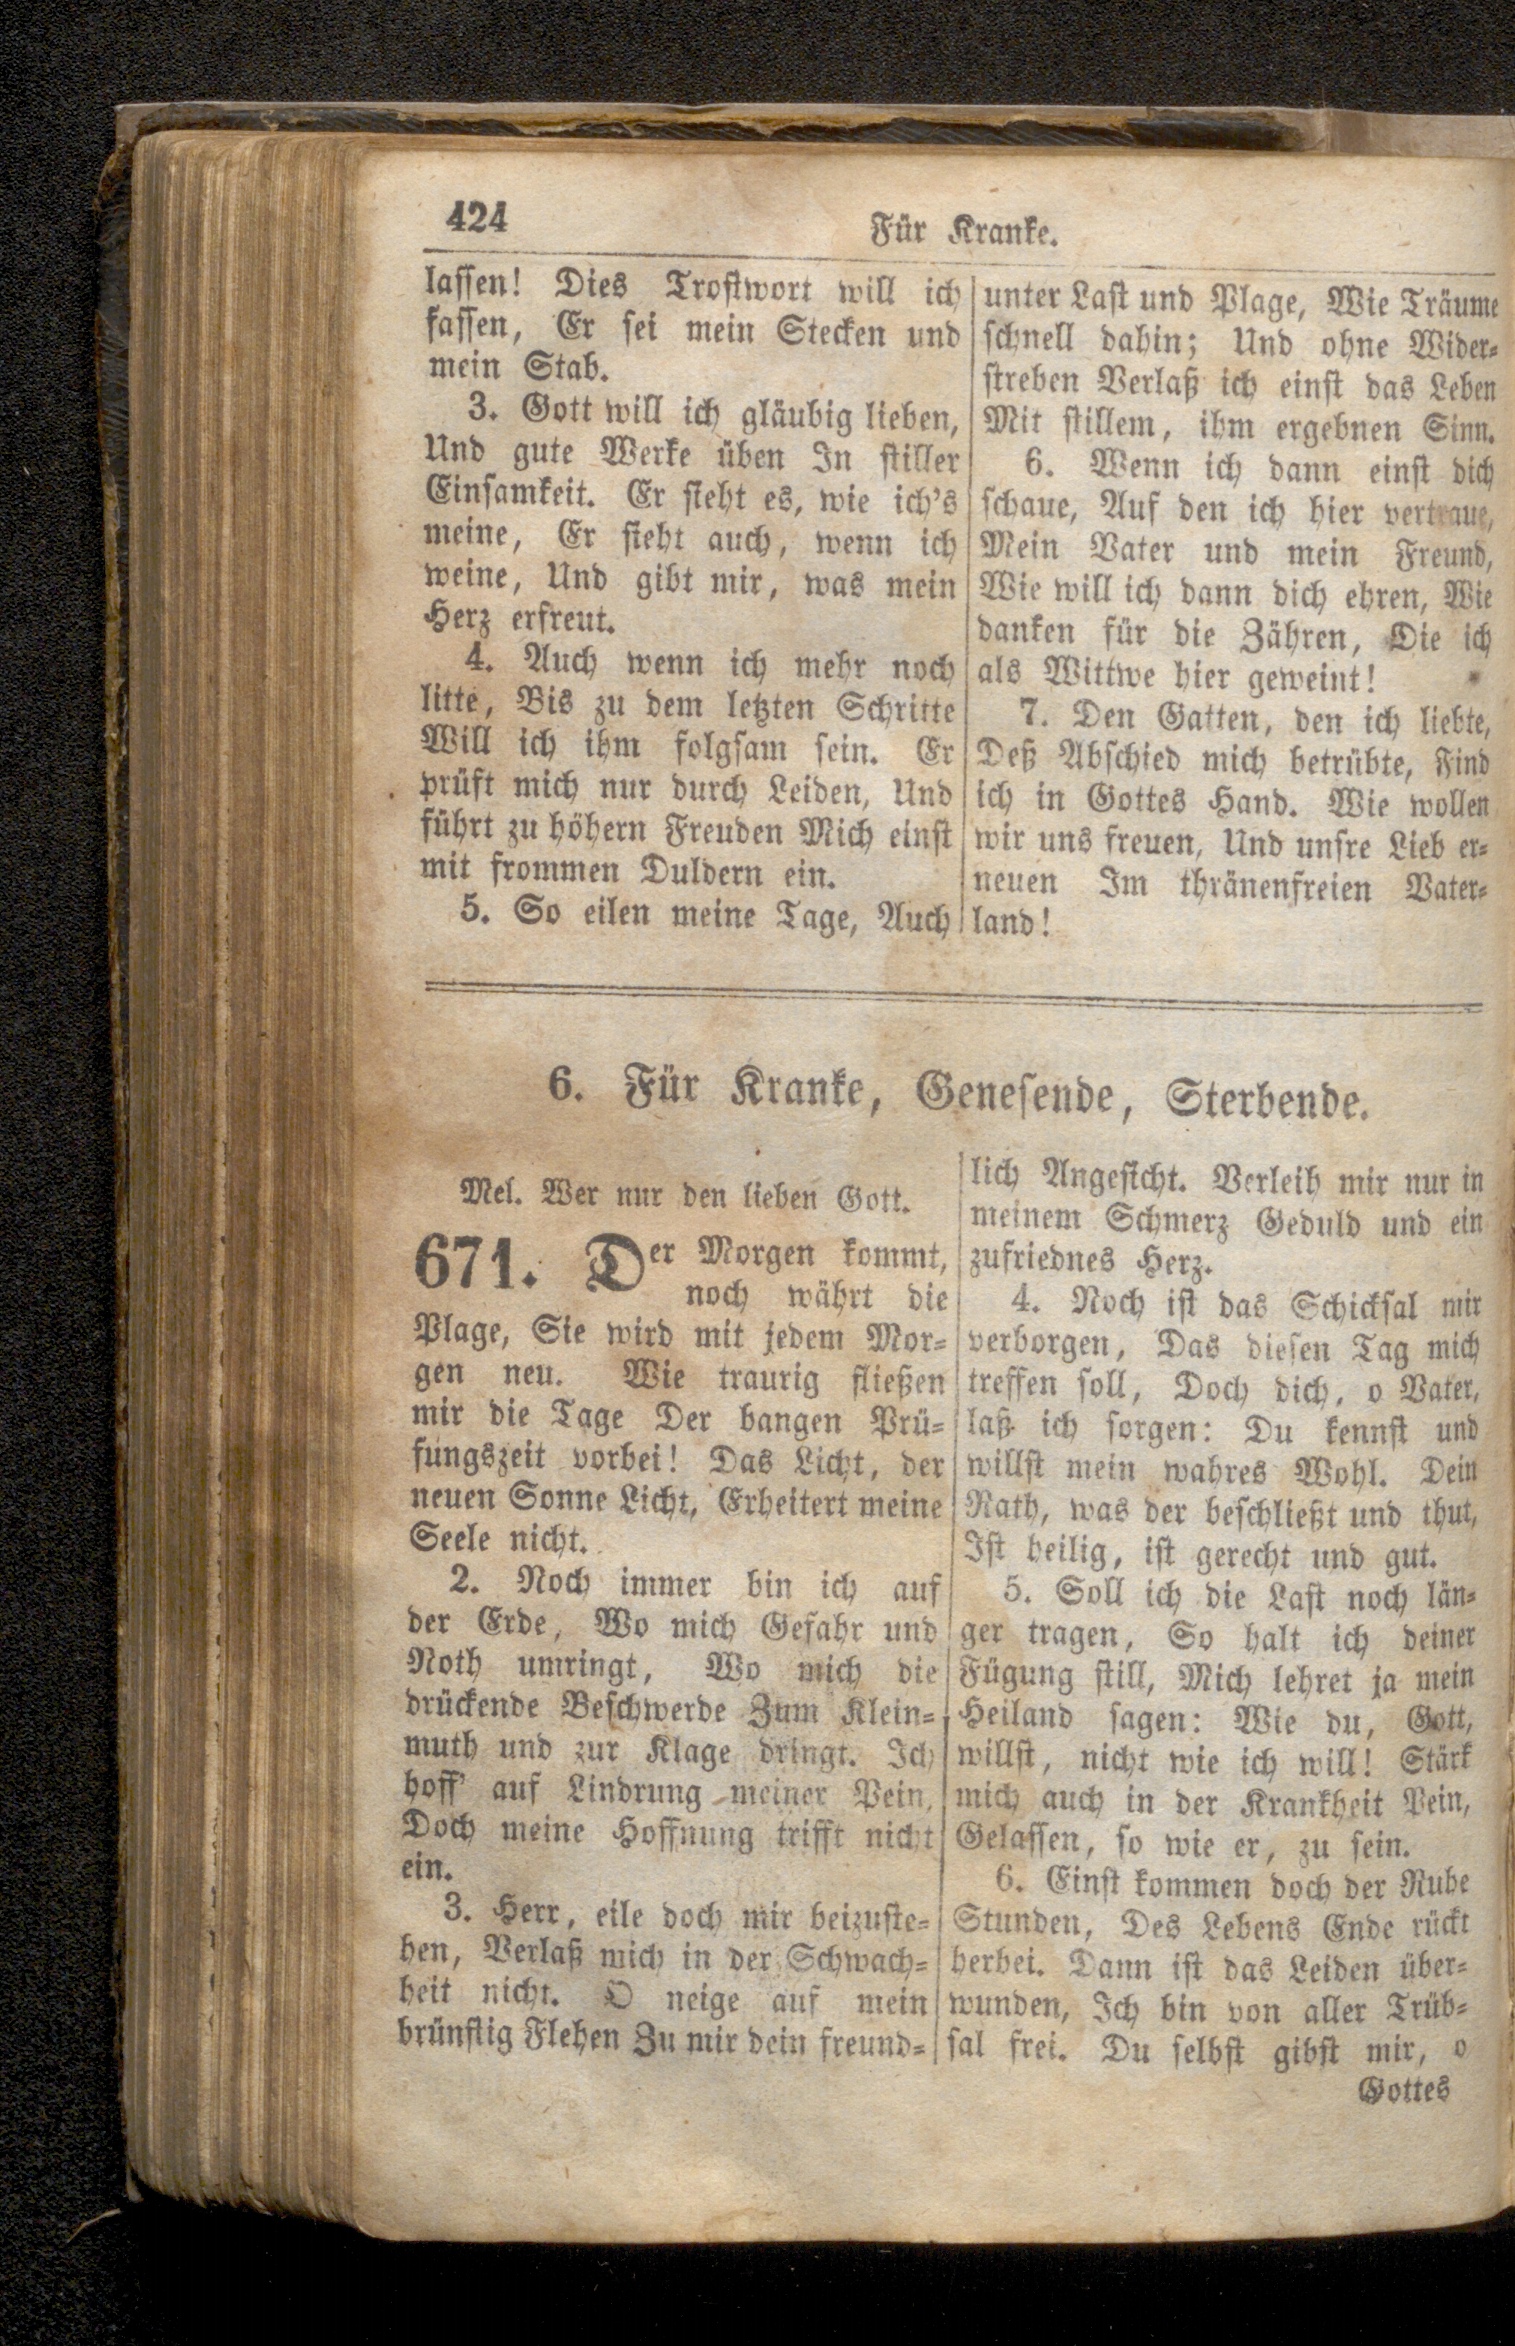 424
Für Kranke.
lassen! Dies Trostwort will ich
fassen, Er sei mein Stecken und
mein Stab.
3. Gott will ich gläubig lieben,
Und gute Werke üben In stiller
Einsamkeit. Er sieht es, wie ich's
meine, Er sieht auch, wenn ich
weine, Und gibt mir, was mein
Herz erfreut.
4. Auch wenn ich mehr noch
litte, Bis zu dem letzten Schritte
Will ich ihm folgsam sein. Er
prüft mich nur durch Leiden, Und
führt zu höhern Freuden Mich einst
mit frommen Duldern ein.
5. So eilen meine Tage, Auch
unter Last und Plage, Wie Träume
schnell dahin; Und ohne Wider-
streben Verlaß ich einst das Leben
Mit stillem, ihm ergebnen Sinn.
6. Wenn ich dann einst dich
schaue, Auf den ich hier vertraue,
Mein Vater und mein Freund,
Wie will ich dann dich ehren, Wie
danken für die Zähren, Die ich
als Wittwe hier geweint!
7. Den Gatten, den ich liebte,
Deß Abschied mich betrübte, Find
ich in Gottes Hand. Wie wollen
wir uns freuen, Und unsre Lieb er-
neuen Im thränenfreien Vater-
land!
6. Für Kranke, Genesende, Sterbende.
Mel. Wer nur den lieben Gott.
671. Der Morgen kommt,
noch währt die
Plage, Sie wird mit jedem Mor-
gen neu. Wie traurig fließen
mir die Tage Der bangen Prü-
fungszeit vorbei! Das Licht, der
neuen Sonne Licht, Erheitert meine
Seele nicht.
2. Noch immer bin ich auf
der Erde, Wo mich Gefahr und
Noth umringt, Wo mich die
drückende Beschwerde Zum Klein-
muth und zur Klage dringt. Ich
hoff' auf Lindrung meiner Pein,
Doch meine Hoffnung trifft nicht
ein.
3. Herr, eile doch mir beizuste-
hen, Verlaß mich in der Schwach-
heit nicht. O neige auf mein
brünstig Flehen Zu mir dein freund-
lich Angesicht. Verleih mir nur in
meinem Schmerz Geduld und ein
zufriednes Herz.
4. Noch ist das Schicksal mir
verborgen, Das diesen Tag mich
treffen soll, Doch dich, o Vater,
laß ich sorgen: Du kennst und
willst mein wahres Wohl. Dein
Rath, was der beschließt und thut,
Ist heilig, ist gerecht und gut.
5. Soll ich die Last noch län-
ger tragen, So halt ich deiner
Fügung still, Mich lehret ja mein
Heiland sagen: Wie du, Gott,
willst, nicht wie ich will! Stärk
mich auch in der Krankheit Pein,
Gelassen, so wie er, zu sein.
6. Einst kommen doch der Ruhe
Stunden, Des Lebens Ende rückt
herbei. Dann ist das Leiden über-
wunden, Ich bin von aller Trüb-
sal frei. Du selbst gibst mir, o
Gottes